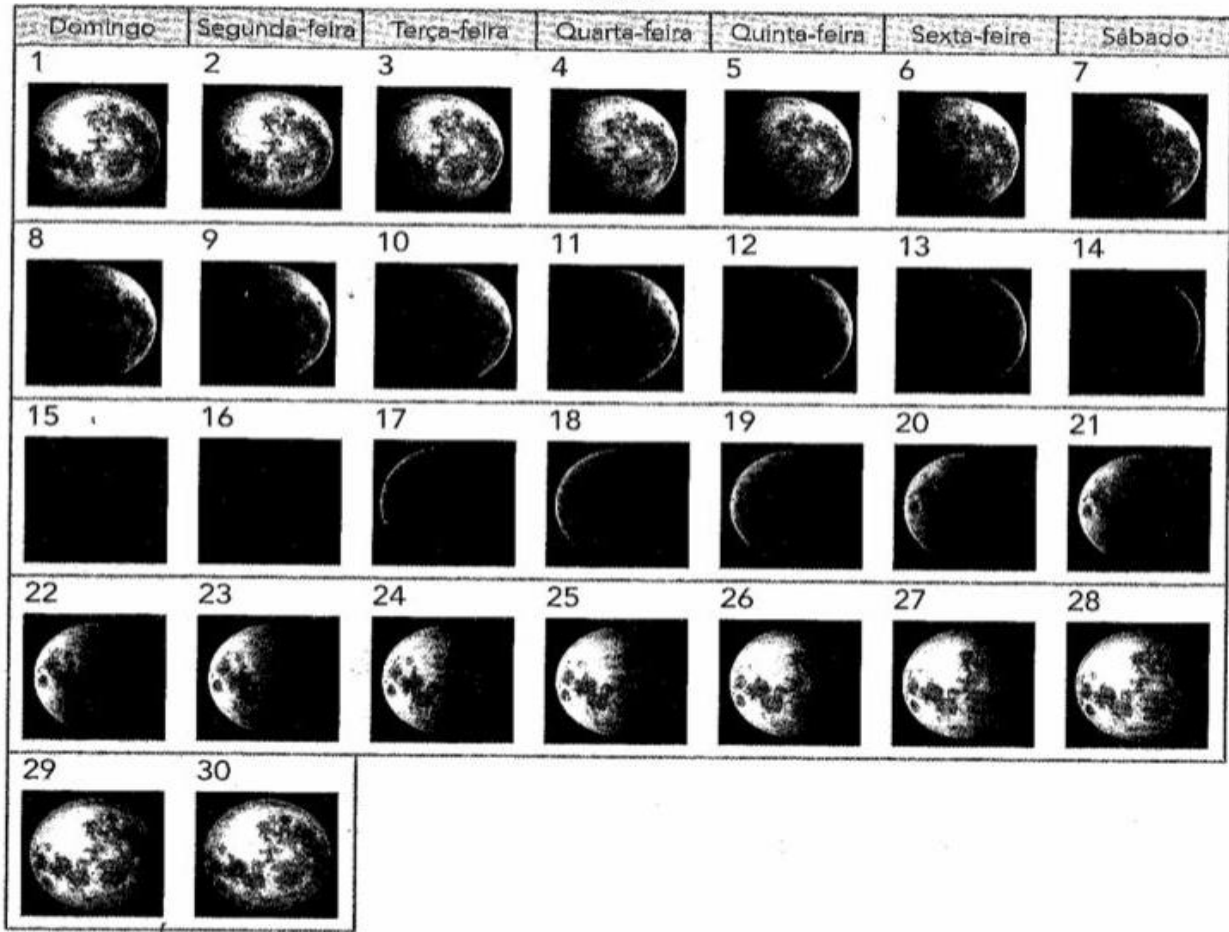 Domingo Segunda-feira Terça-feira Quarta-feira Quinta-feira Sexta-feira Sábado
1 2 3 4 5 6 7
8 9 10 11 12 13 14
15 16 17 18 19 20 21
22 23 24 25 26 27 28
29 30